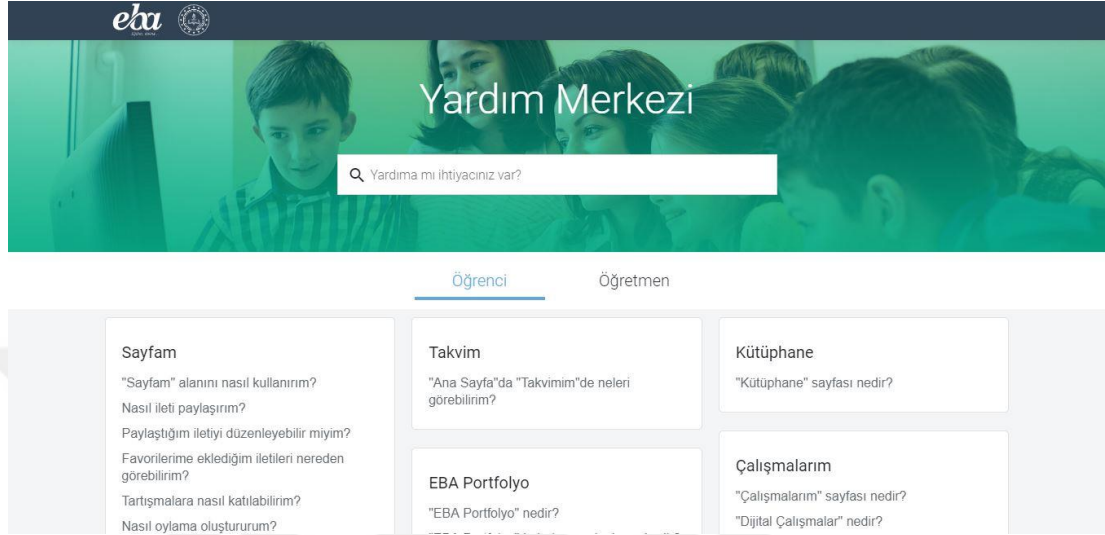 eba
Yardım Merkezi
Yardıma mı ihtiyacınız var?
Öğrenci
Öğretmen
Sayfam
"Sayfam" alanını nasıl kullanırım?
Nasıl ileti paylaşırım?
Paylaştığım iletiyi düzenleyebilir miyim?
Favorilerime eklediğim iletileri nereden
görebilirim?
Tartışmalara nasıl katılabilirim?
Nasıl oylama oluştururum?
Takvim
"Ana Sayfa"da "Takvimim"de neleri
görebilirim?
EBA Portfolyo
"EBA Portfolyo" nedir?
Kütüphane
"Kütüphane" sayfası nedir?
Çalışmalarım
"Çalışmalarım" sayfası nedir?
"Dijital Çalışmalar" nedir?